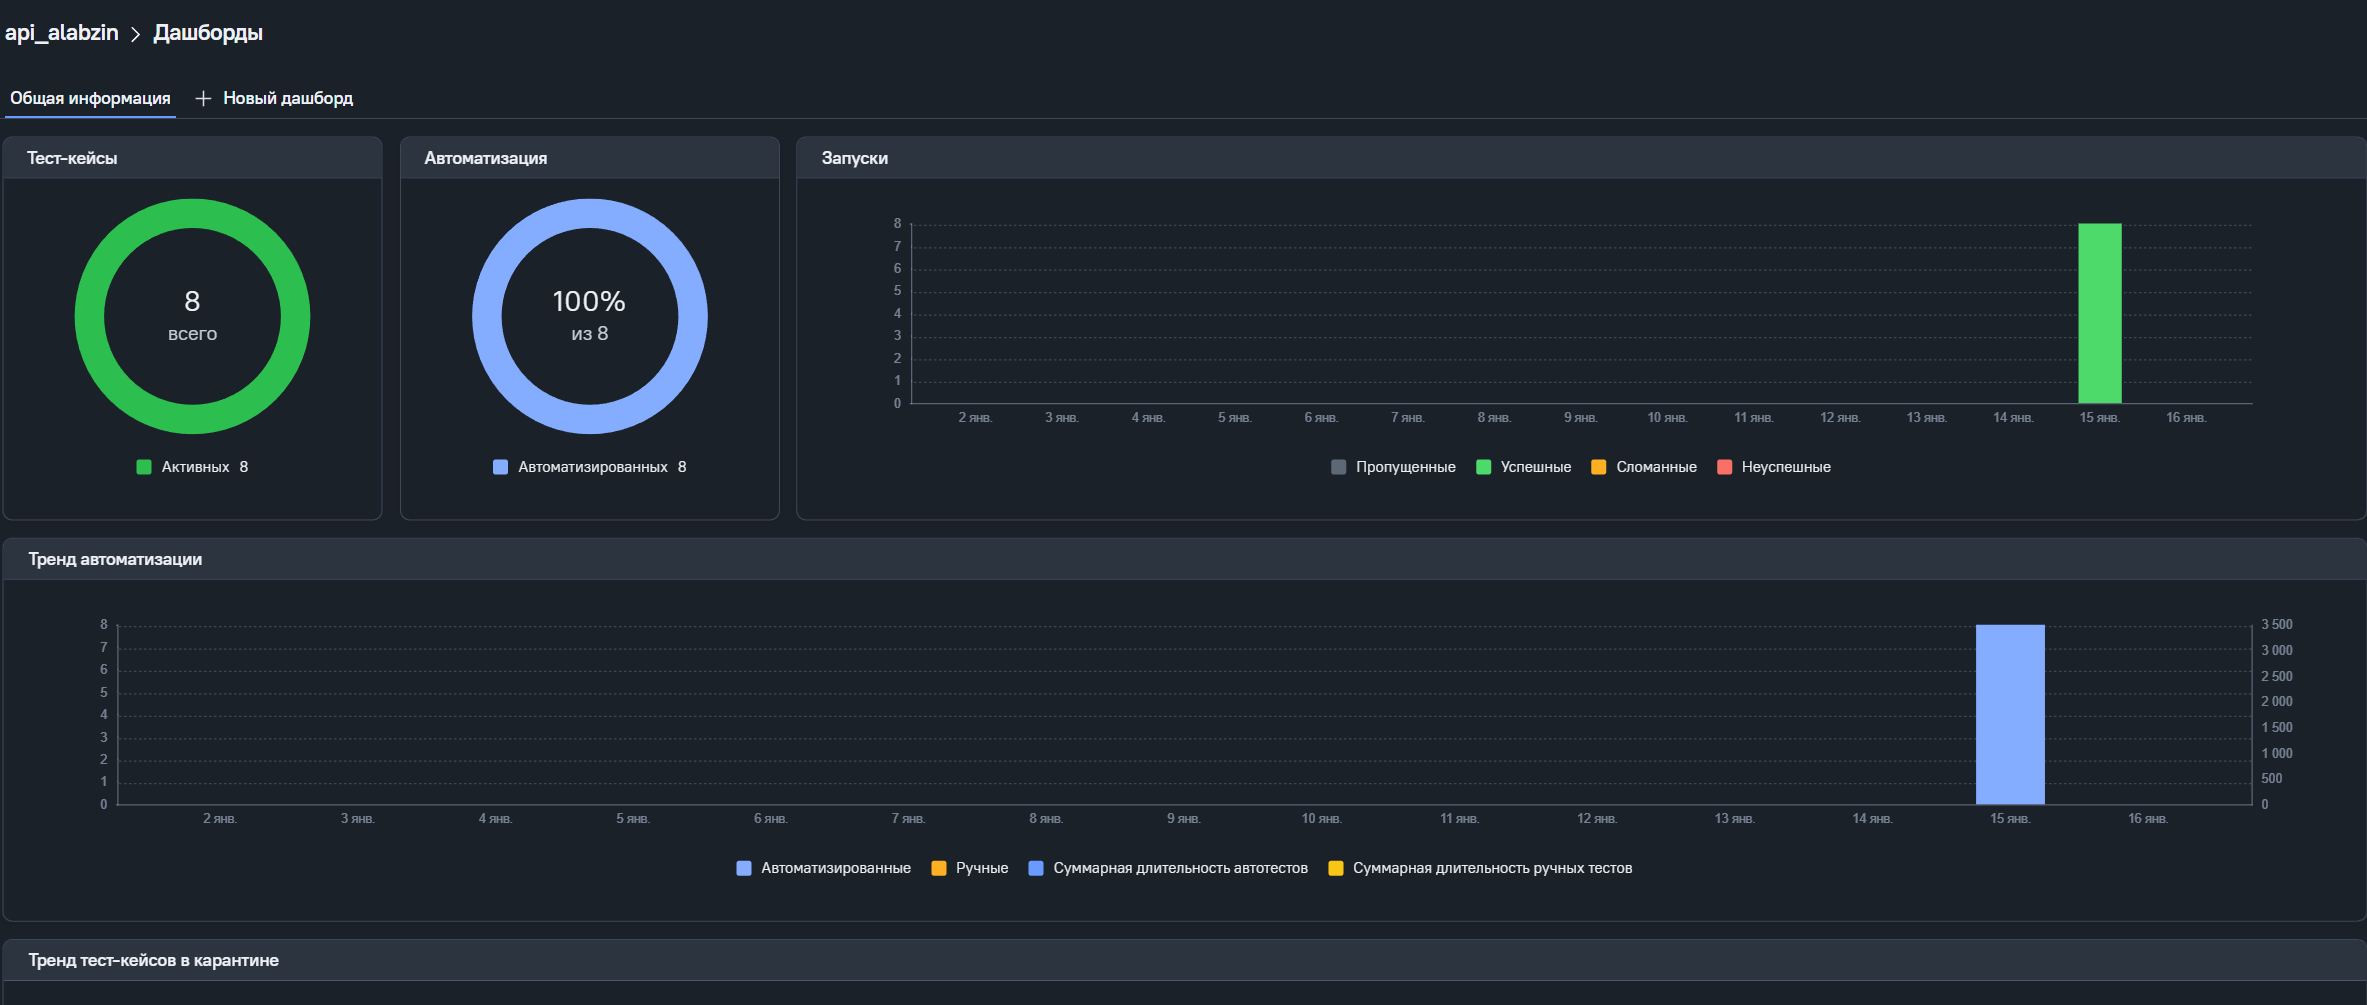 api_alabzin > Дашборды
Общая информация + Новый дашборд
Тест-кейсы
8
всего
Активных 8
Автоматизация
100%
из 8
Автоматизированных 8
Запуски
8
7
6
5
4
3
2
1
0
2 янв. 3 янв. 4 янв. 5 янв. 6 янв. 7 янв. 8 янв. 9 янв. 10 янв. 11 янв. 12 янв. 13 янв. 14 янв. 15 янв. 16 янв.
Пропущенные Успешные Сломанные Неуспешные
Тренд автоматизации
8
7
6
5
4
3
2
1
0
3 500
3 000
2 500
2 000
1 500
1 000
500
0
2 янв. 3 янв. 4 янв. 5 янв. 6 янв. 7 янв. 8 янв. 9 янв. 10 янв. 11 янв. 12 янв. 13 янв. 14 янв. 15 янв. 16 янв.
Автоматизированные Ручные Суммарная длительность автотестов Суммарная длительность ручных тестов
Тренд тест-кейсов в карантине